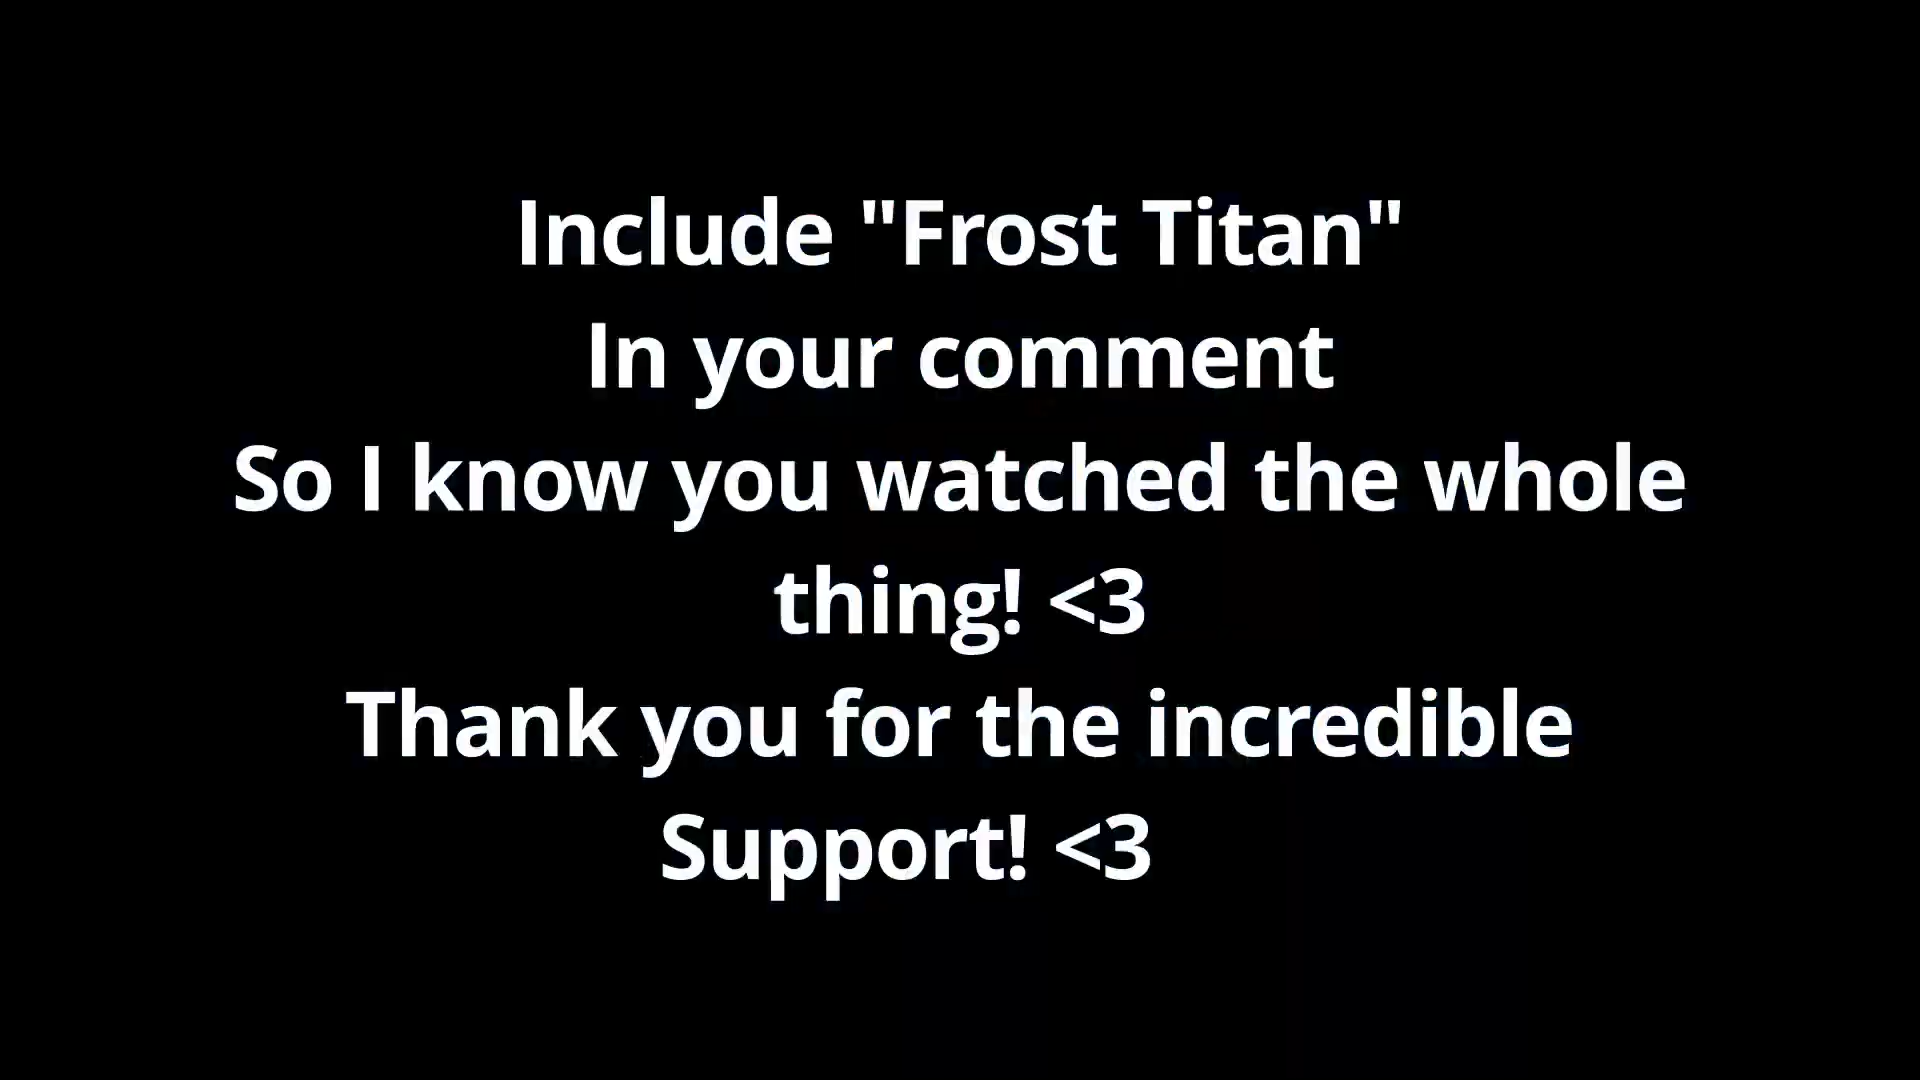 Include "Frost Titan"
In your comment
So I know you watched the whole
thing! <3
Thank you for the incredible
Support! <3